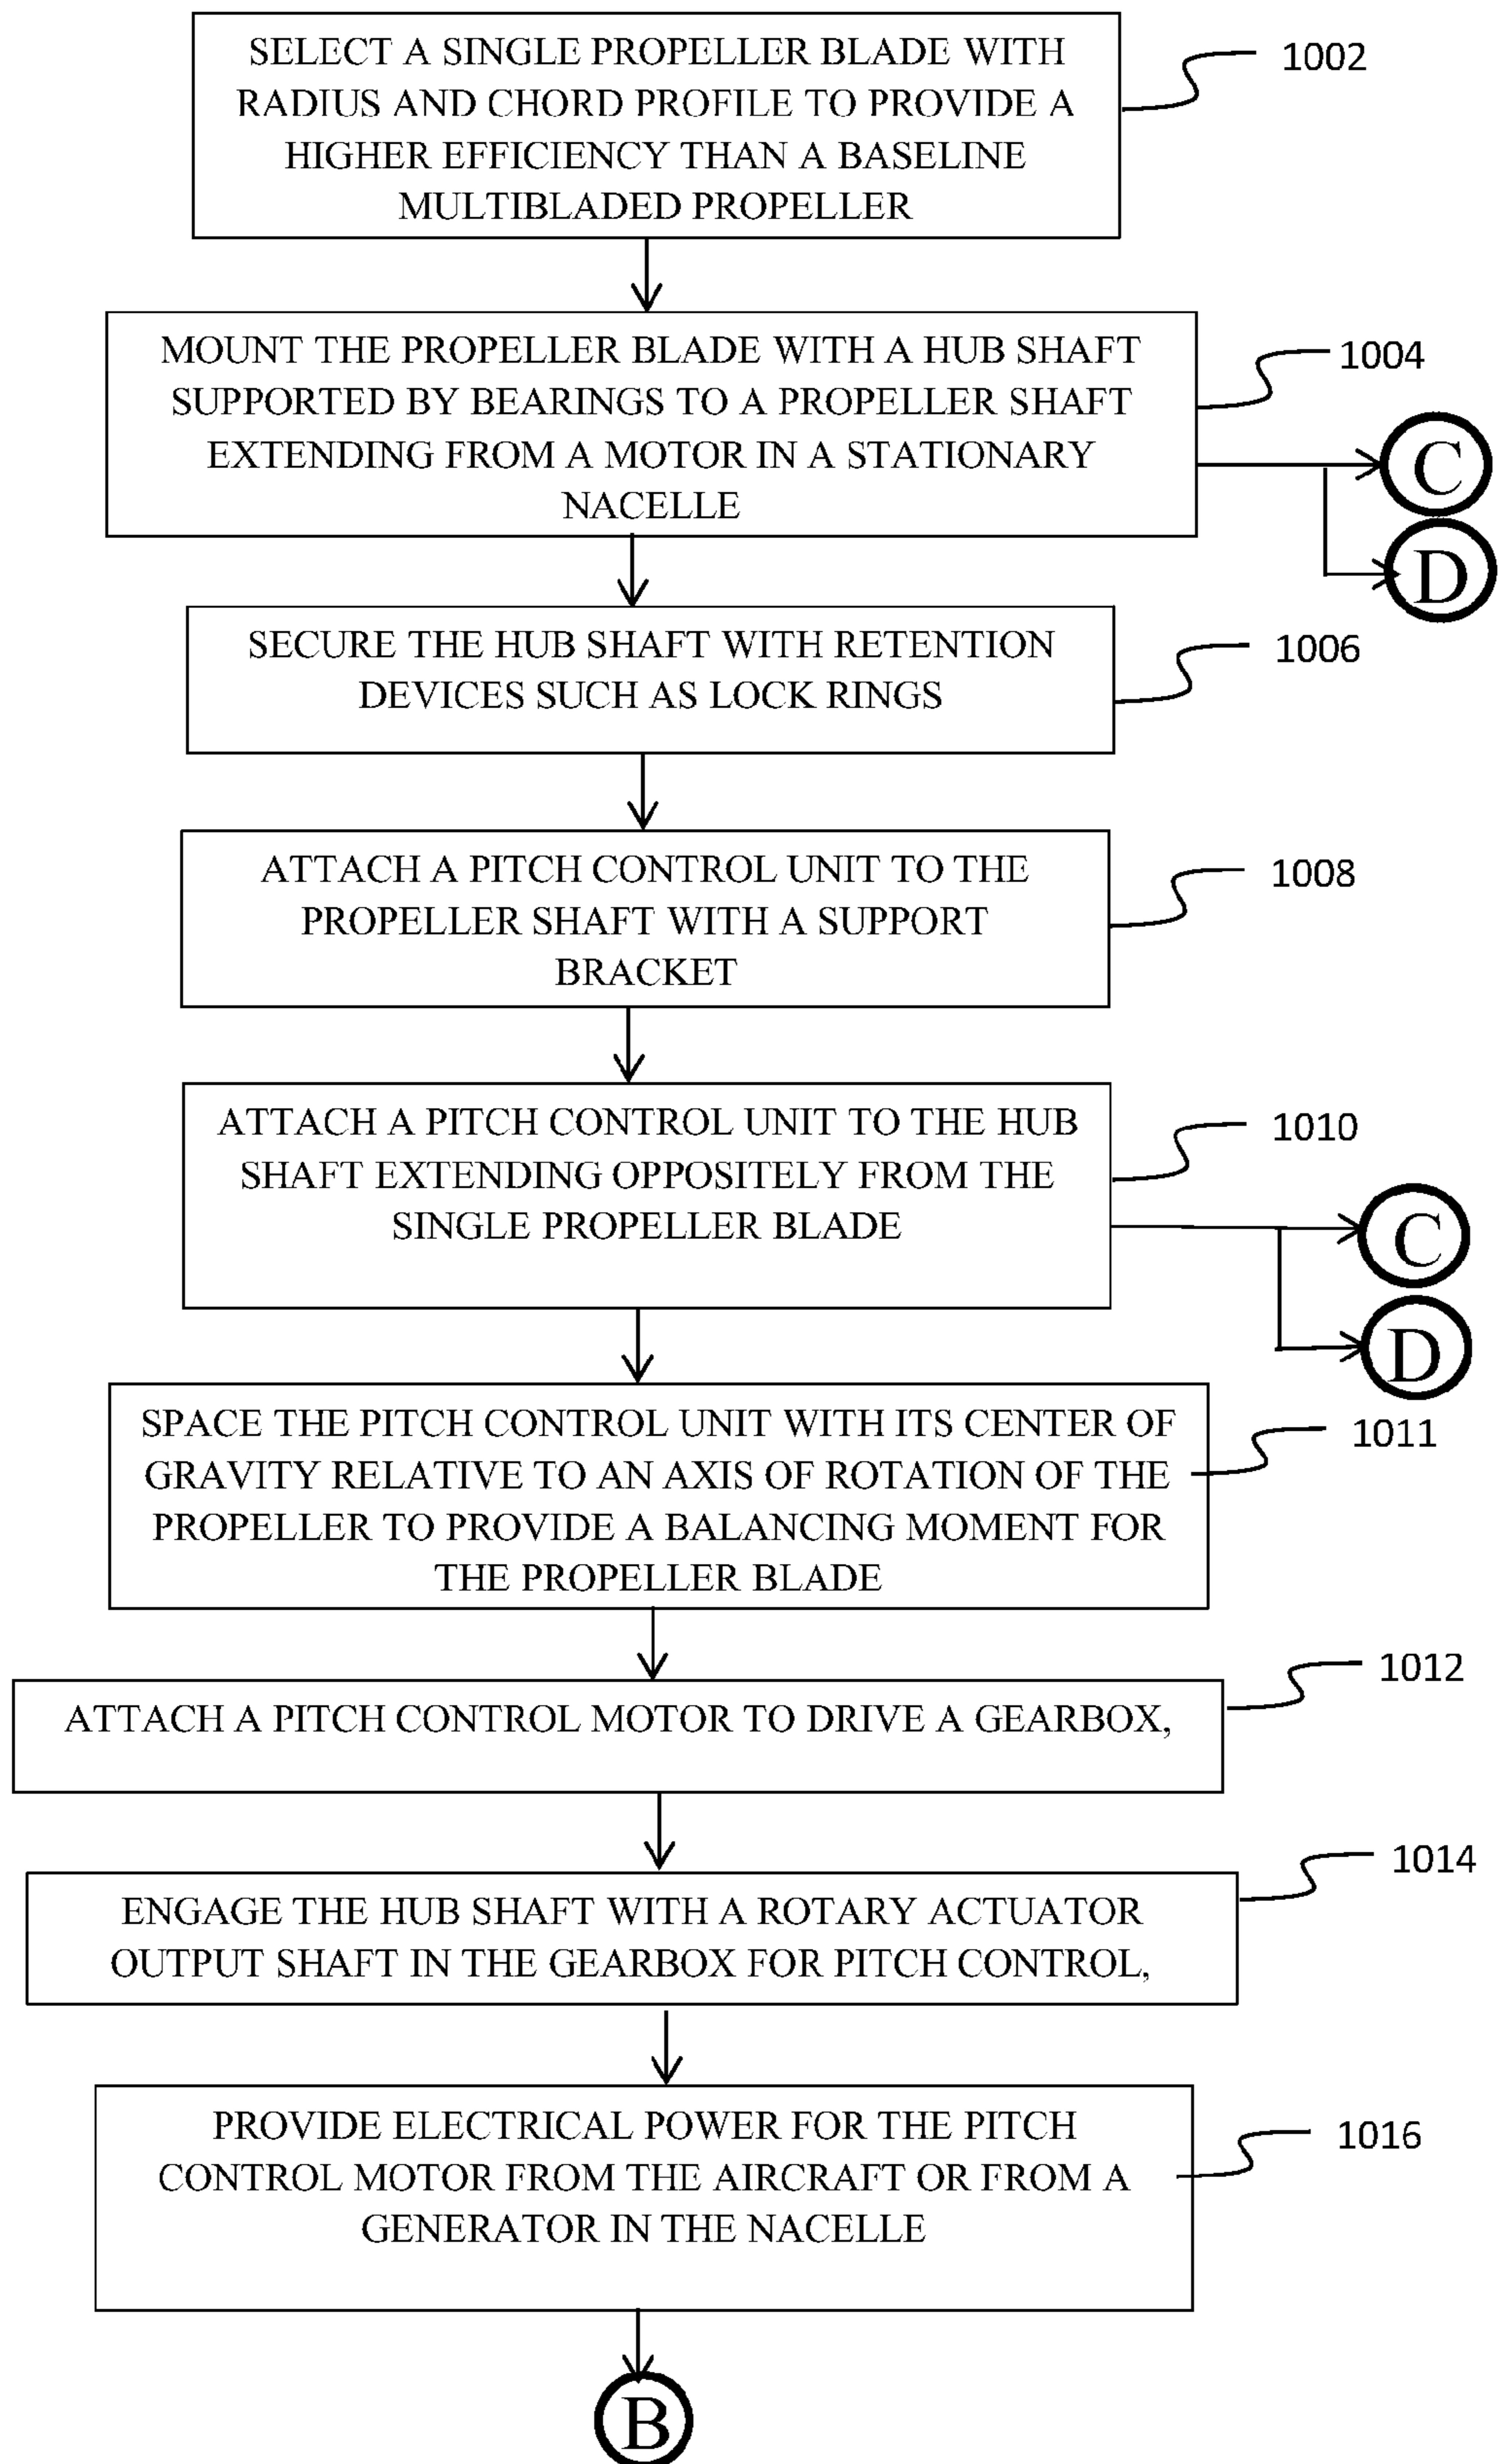 SELECT A SINGLE PROPELLER BLADE WITH
RADIUS AND CHORD PROFILE TO PROVIDE A
HIGHER EFFICIENCY THAN A BASELINE
MULTIBLADED PROPELLER
1002
MOUNT THE PROPELLER BLADE WITH A HUB SHAFT
SUPPORTED BY BEARINGS TO A PROPELLER SHAFT
EXTENDING FROM A MOTOR IN A STATIONARY
NACELLE
1004
C
D
SECURE THE HUB SHAFT WITH RETENTION
DEVICES SUCH AS LOCK RINGS
1006
ATTACH A PITCH CONTROL UNIT TO THE
PROPELLER SHAFT WITH A SUPPORT
BRACKET
1008
ATTACH A PITCH CONTROL UNIT TO THE HUB
SHAFT EXTENDING OPPOSITELY FROM THE
SINGLE PROPELLER BLADE
1010
C
D
SPACE THE PITCH CONTROL UNIT WITH ITS CENTER OF
GRAVITY RELATIVE TO AN AXIS OF ROTATION OF THE
PROPELLER TO PROVIDE A BALANCING MOMENT FOR
THE PROPELLER BLADE
1011
ATTACH A PITCH CONTROL MOTOR TO DRIVE A GEARBOX,
1012
ENGAGE THE HUB SHAFT WITH A ROTARY ACTUATOR
OUTPUT SHAFT IN THE GEARBOX FOR PITCH CONTROL,
1014
PROVIDE ELECTRICAL POWER FOR THE PITCH
CONTROL MOTOR FROM THE AIRCRAFT OR FROM A
GENERATOR IN THE NACELLE
1016
B